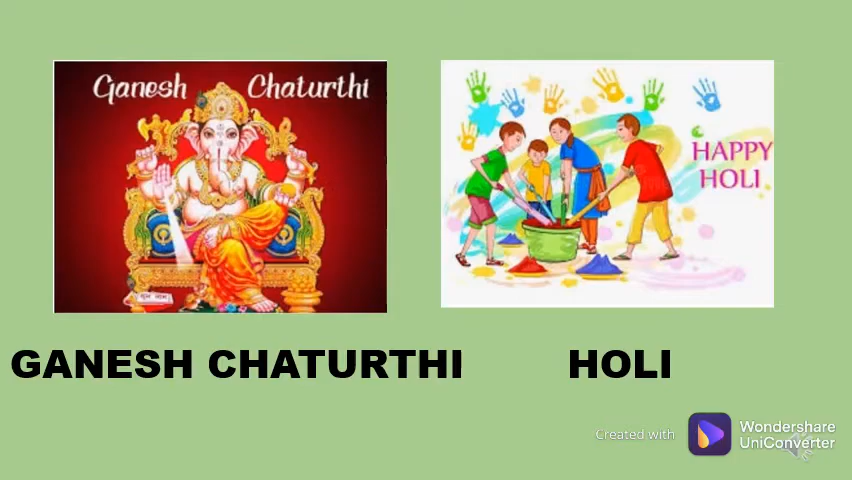 Ganesh Chaturthi
HAPPY
HOLI
GANESH CHATURTHI
HOLI
Created with
Wondershare
UniConverter